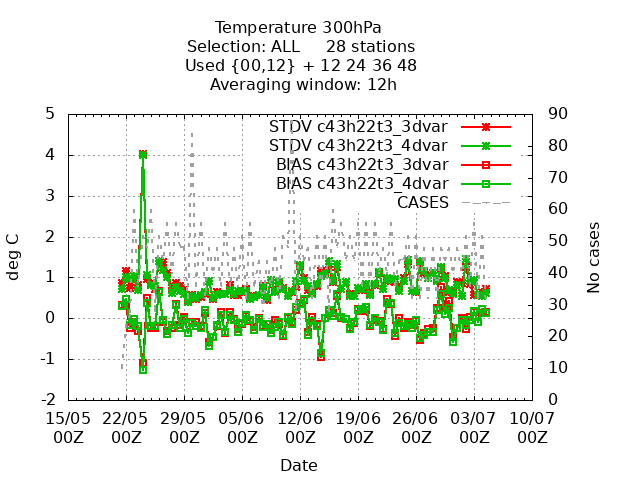 Temperature 300hPa
Selection: ALL 28 stations
Used {00,12} + 12 24 36 48
Averaging window: 12h
5 90
STDV c43h22t3_3dvar
STDV c43h22t3_4dvar
BIAS c43h22t3_3dvar
BIAS c43h22t3_4dvar
CASES
4
3
2
1
0
-1
-2
80
70
60
50
40
30
20
10
0
deg C
No cases
15/05 22/05 29/05 05/06 12/06 19/06 26/06 03/07 10/07
00Z 00Z 00Z 00Z 00Z 00Z 00Z 00Z 00Z
Date